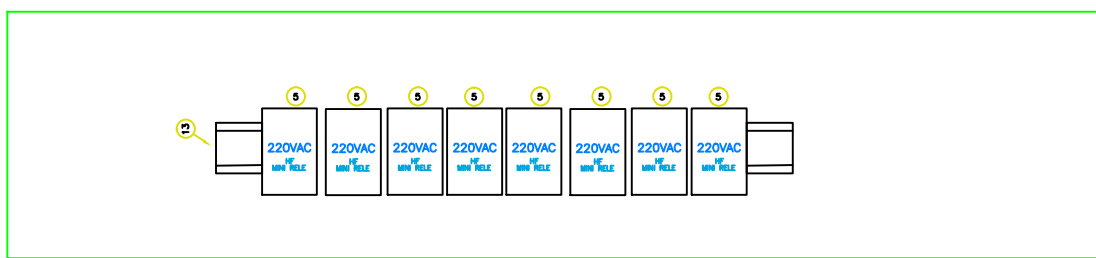 5 5 5 5 5 5 5 5
13
220VAC 220VAC 220VAC 220VAC 220VAC 220VAC 220VAC 220VAC
HF HF HF HF HF HF HF HF
MINI RELE MINI RELE MINI RELE MINI RELE MINI RELE MINI RELE MINI RELE MINI RELE